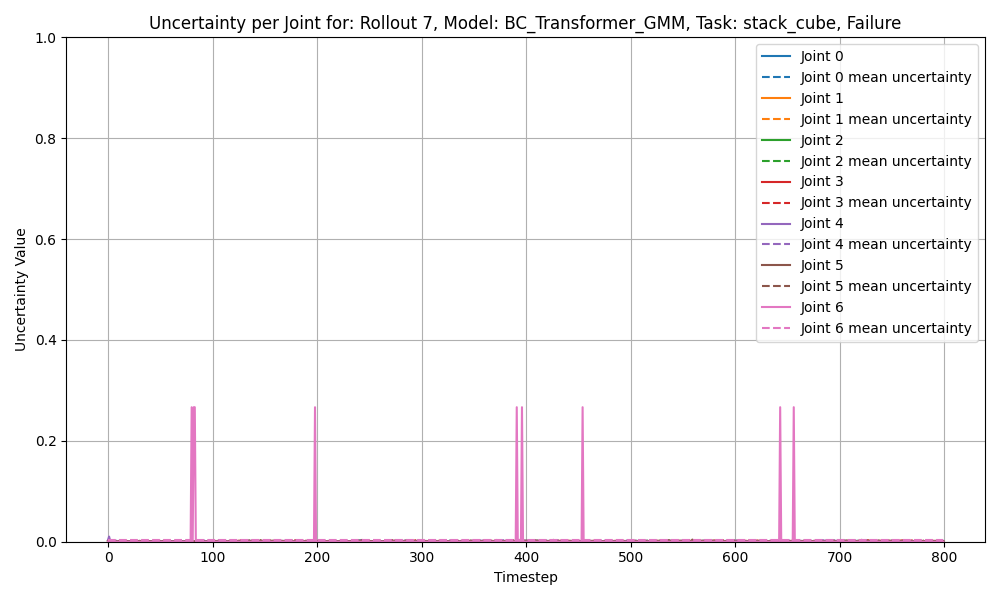 Uncertainty per Joint for: Rollout 7, Model: BC_Transformer_GMM, Task: stack_cube, Failure
Uncertainty Value
1.0
0.8
0.6
0.4
0.2
0.0
Joint 0
Joint 0 mean uncertainty
Joint 1
Joint 1 mean uncertainty
Joint 2
Joint 2 mean uncertainty
Joint 3
Joint 3 mean uncertainty
Joint 4
Joint 4 mean uncertainty
Joint 5
Joint 5 mean uncertainty
Joint 6
Joint 6 mean uncertainty
0 100 200 300 400 500 600 700 800
Timestep